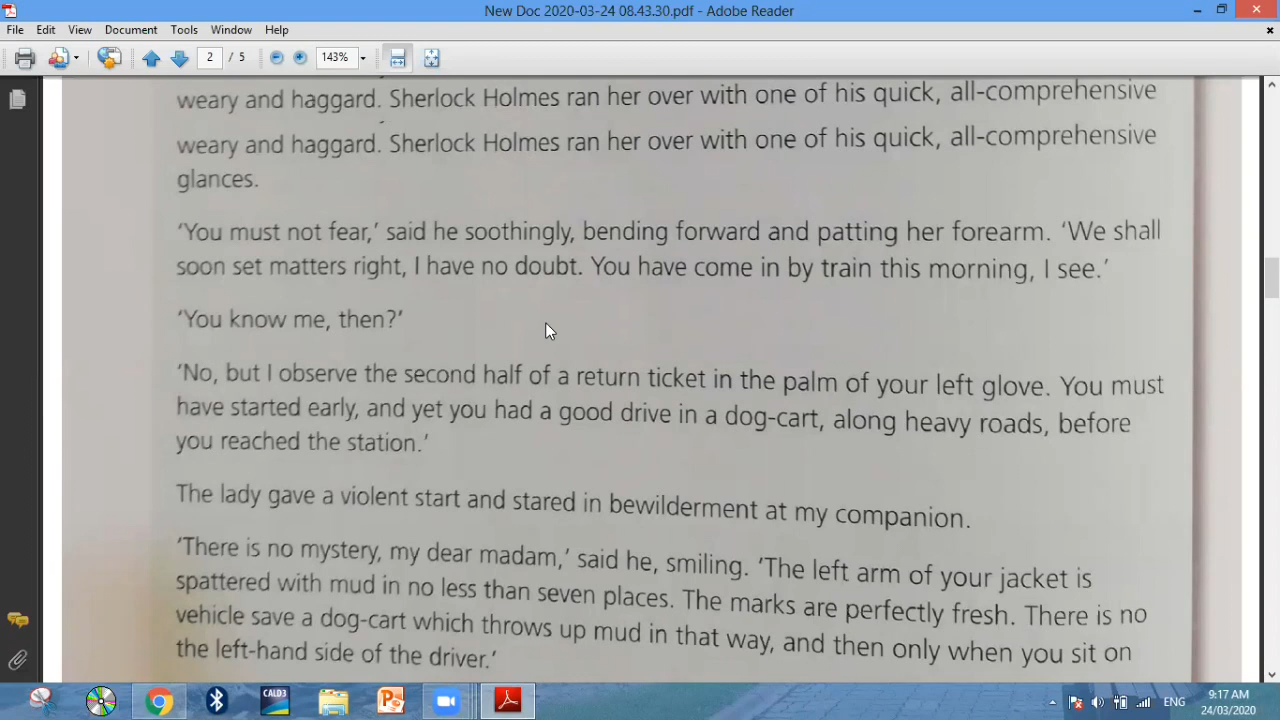 New Doc 2020-03-24 08.43.30.pdf - Adobe Reader
File Edit View Document Tools Window Help
2 / 5 143%
weary and haggard. Sherlock Holmes ran her over with one of his quick, all-comprehensive
weary and haggard. Sherlock Holmes ran her over with one of his quick, all-comprehensive
glances.
‘You must not fear,’ said he soothingly, bending forward and patting her forearm. ‘We shall
soon set matters right, I have no doubt. You have come in by train this morning, I see.’
‘You know me, then?’
‘No, but I observe the second half of a return ticket in the palm of your left glove. You must
have started early, and yet you had a good drive in a dog-cart, along heavy roads, before
you reached the station.’
The lady gave a violent start and stared in bewilderment at my companion.
‘There is no mystery, my dear madam,’ said he, smiling. ‘The left arm of your jacket is
spattered with mud in no less than seven places. The marks are perfectly fresh. There is no
vehicle save a dog-cart which throws up mud in that way, and then only when you sit on
the left-hand side of the driver.’
CALD3
ENG
9:17 AM
24/03/2020